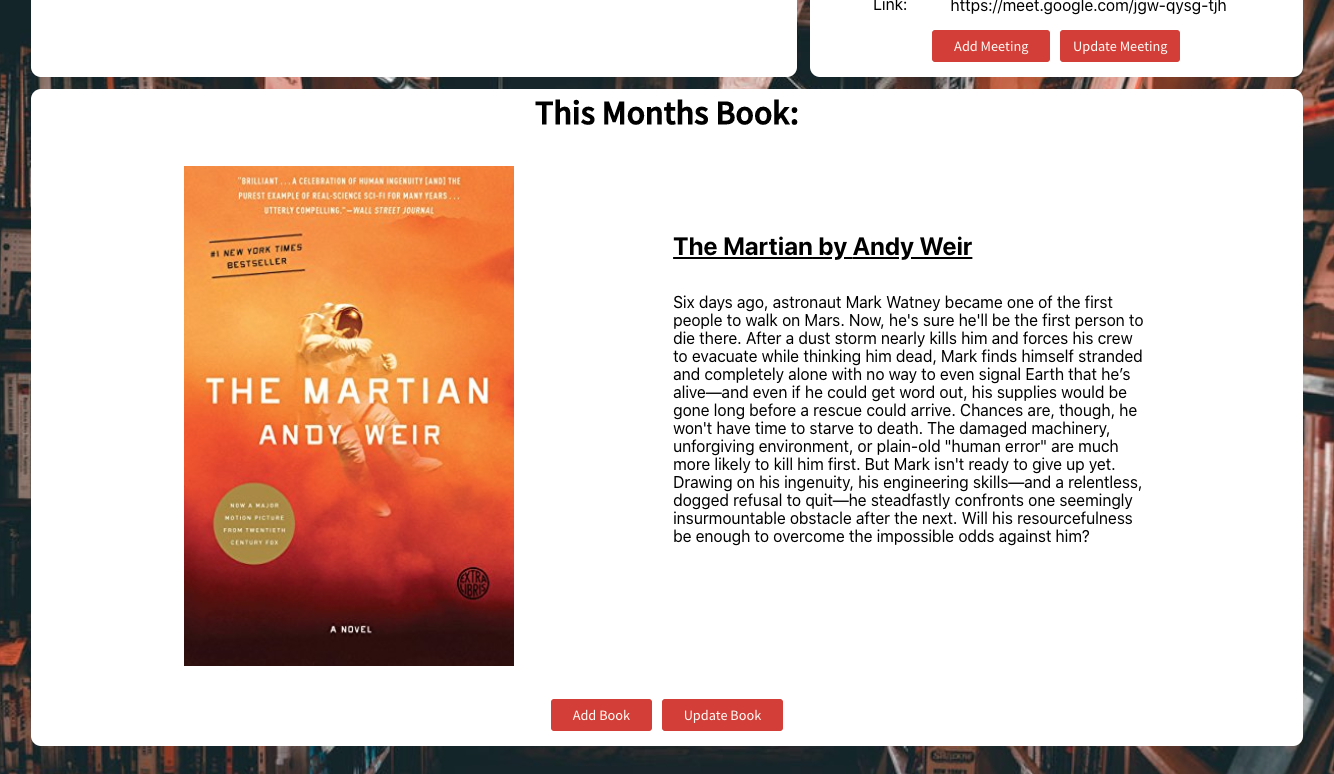 Link: https://meet.google.com/jgw-qysg-tjh
Add Meeting Update Meeting
This Months Book:
"BRILLIANT . . . A CELEBRATION OF HUMAN INGENUITY [AND] THE
PUREST EXAMPLE OF REAL-SCIENCE SCI-FI FOR MANY YEARS . . .
UTTERLY COMPELLING."—WALL STREET JOURNAL
#1 NEW YORK TIMES
BESTSELLER
THE MARTIAN
ANDY WEIR
NOW A MAJOR
MOTION PICTURE
FROM TWENTIETH
CENTURY FOX
EXTRA
LIBRIS
A NOVEL
The Martian by Andy Weir
Six days ago, astronaut Mark Watney became one of the first
people to walk on Mars. Now, he's sure he'll be the first person to
die there. After a dust storm nearly kills him and forces his crew
to evacuate while thinking him dead, Mark finds himself stranded
and completely alone with no way to even signal Earth that he’s
alive—and even if he could get word out, his supplies would be
gone long before a rescue could arrive. Chances are, though, he
won't have time to starve to death. The damaged machinery,
unforgiving environment, or plain-old "human error" are much
more likely to kill him first. But Mark isn't ready to give up yet.
Drawing on his ingenuity, his engineering skills—and a relentless,
dogged refusal to quit—he steadfastly confronts one seemingly
insurmountable obstacle after the next. Will his resourcefulness
be enough to overcome the impossible odds against him?
Add Book Update Book